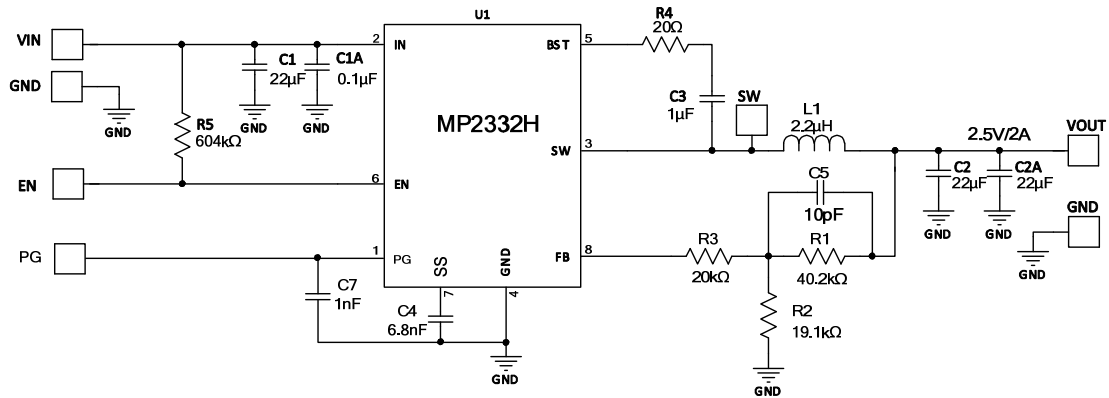 U1
MP2332H
VIN
GND
GND
EN
PG
R5
604kΩ
C1
22µF
GND
C1A
0.1µF
GND
C7
1nF
C4
6.8nF
GND
2
IN
6
EN
1
PG
SS
7
GND
4
BST
5
SW
3
FB
8
R4
20Ω
C3
1µF
SW
L1
2.2µH
2.5V/2A
VOUT
C5
10pF
R3
20kΩ
R1
40.2kΩ
R2
19.1kΩ
GND
C2
22µF
GND
C2A
22µF
GND
GND
GND